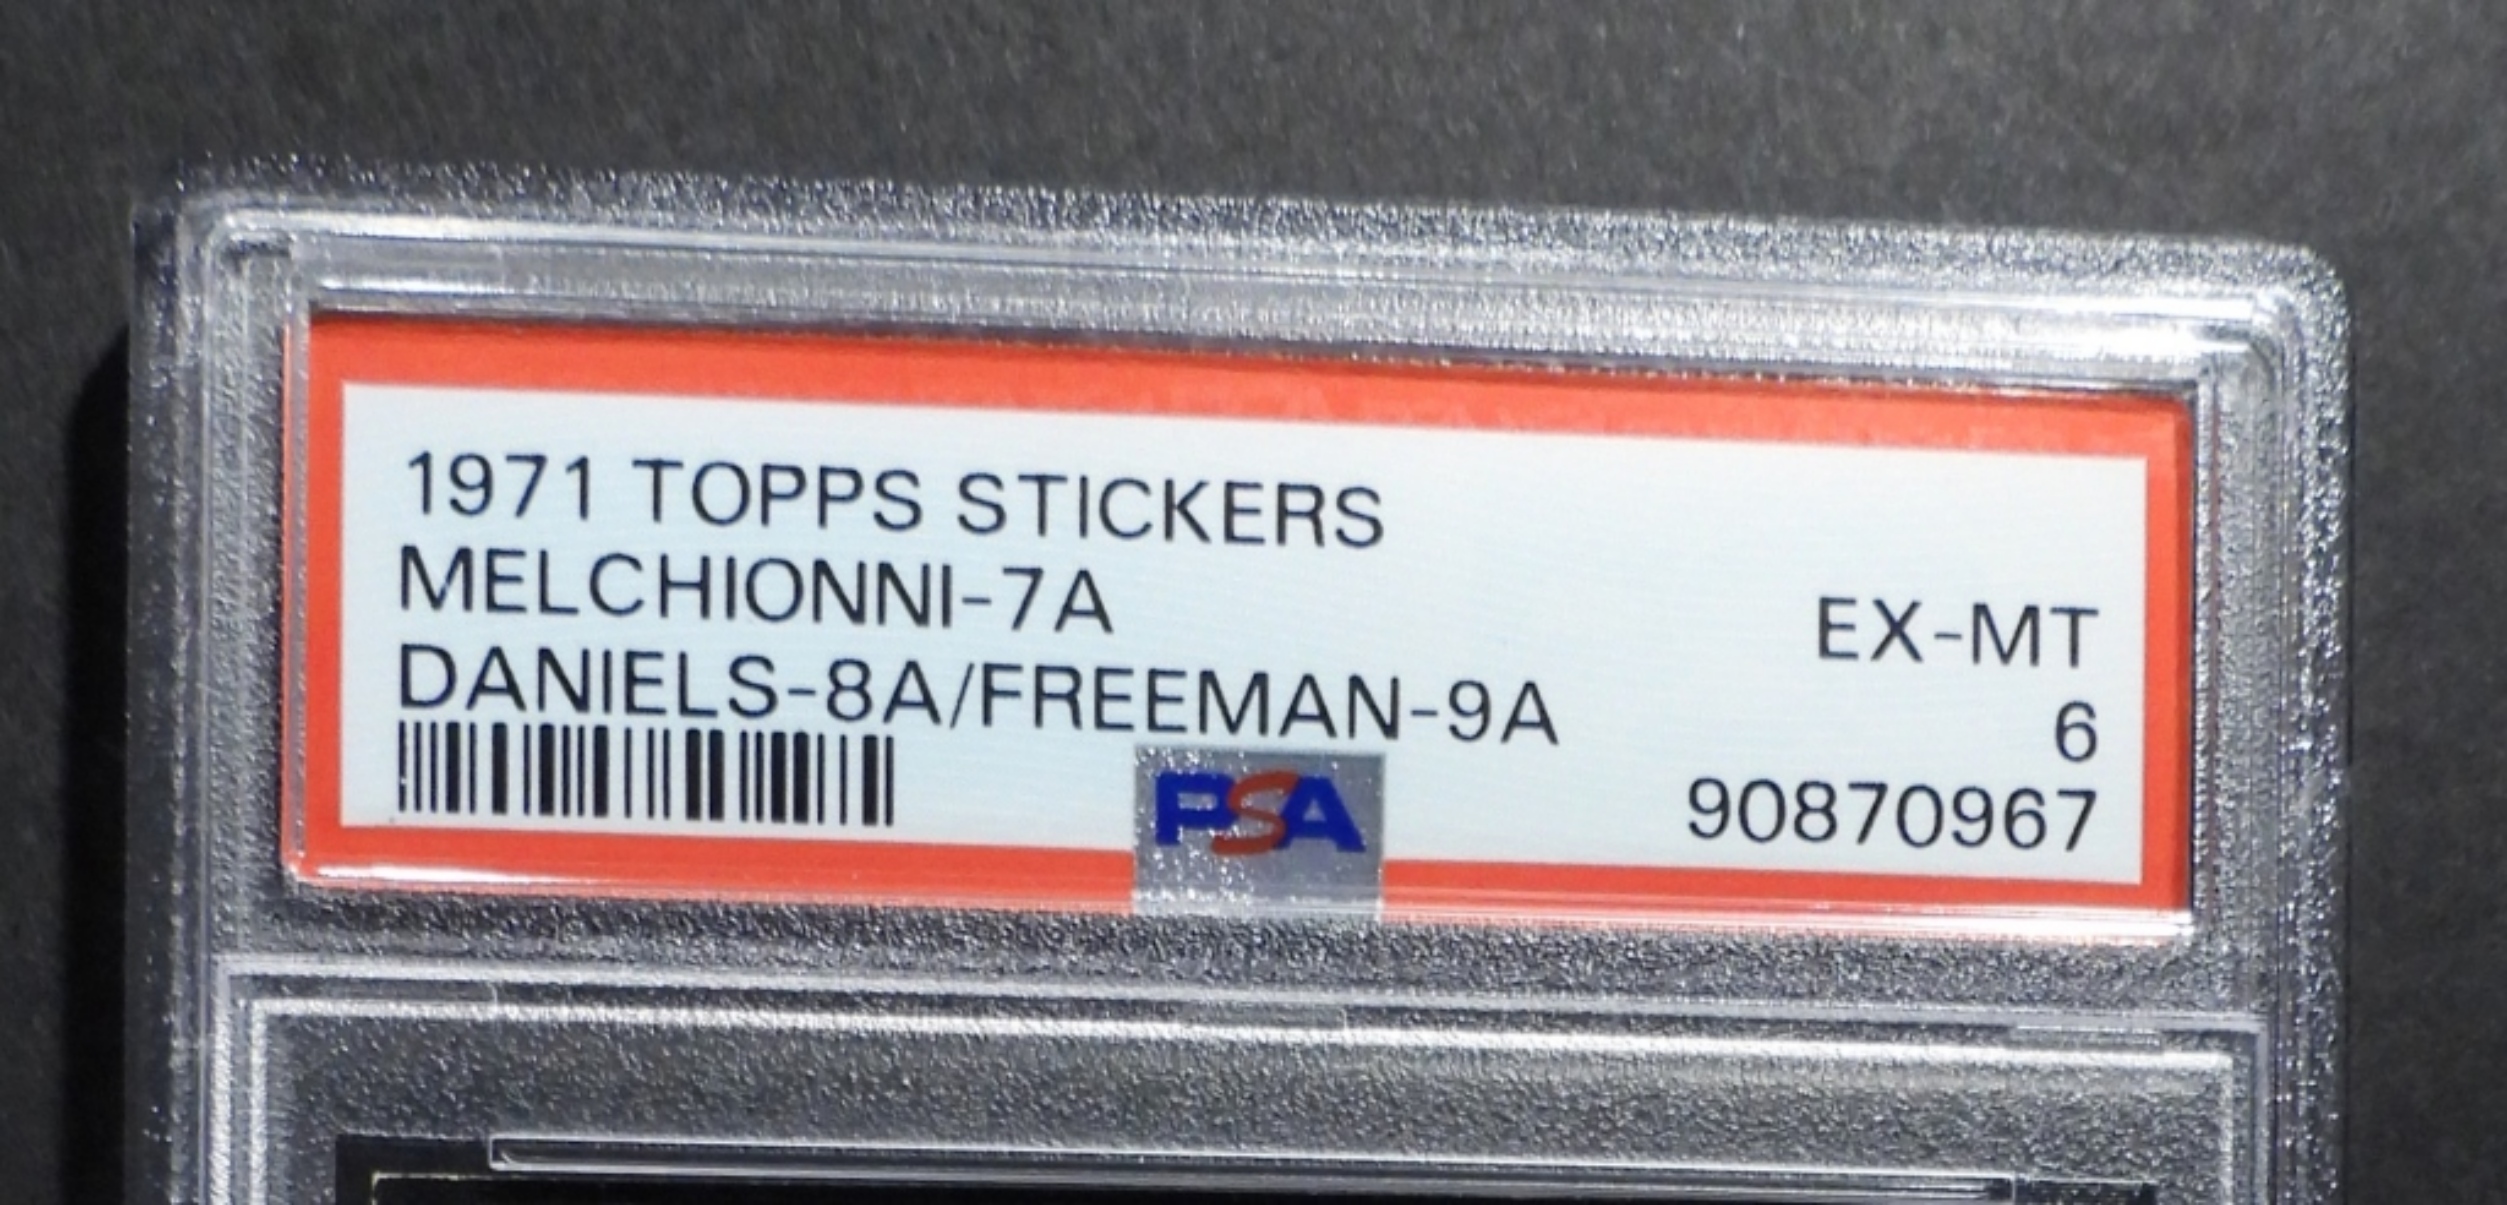 1971 TOPPS STICKERS
MELCHIONNI-7A
EX-MT
DANIELS-8A/FREEMAN-9A
6
PSA
90870967